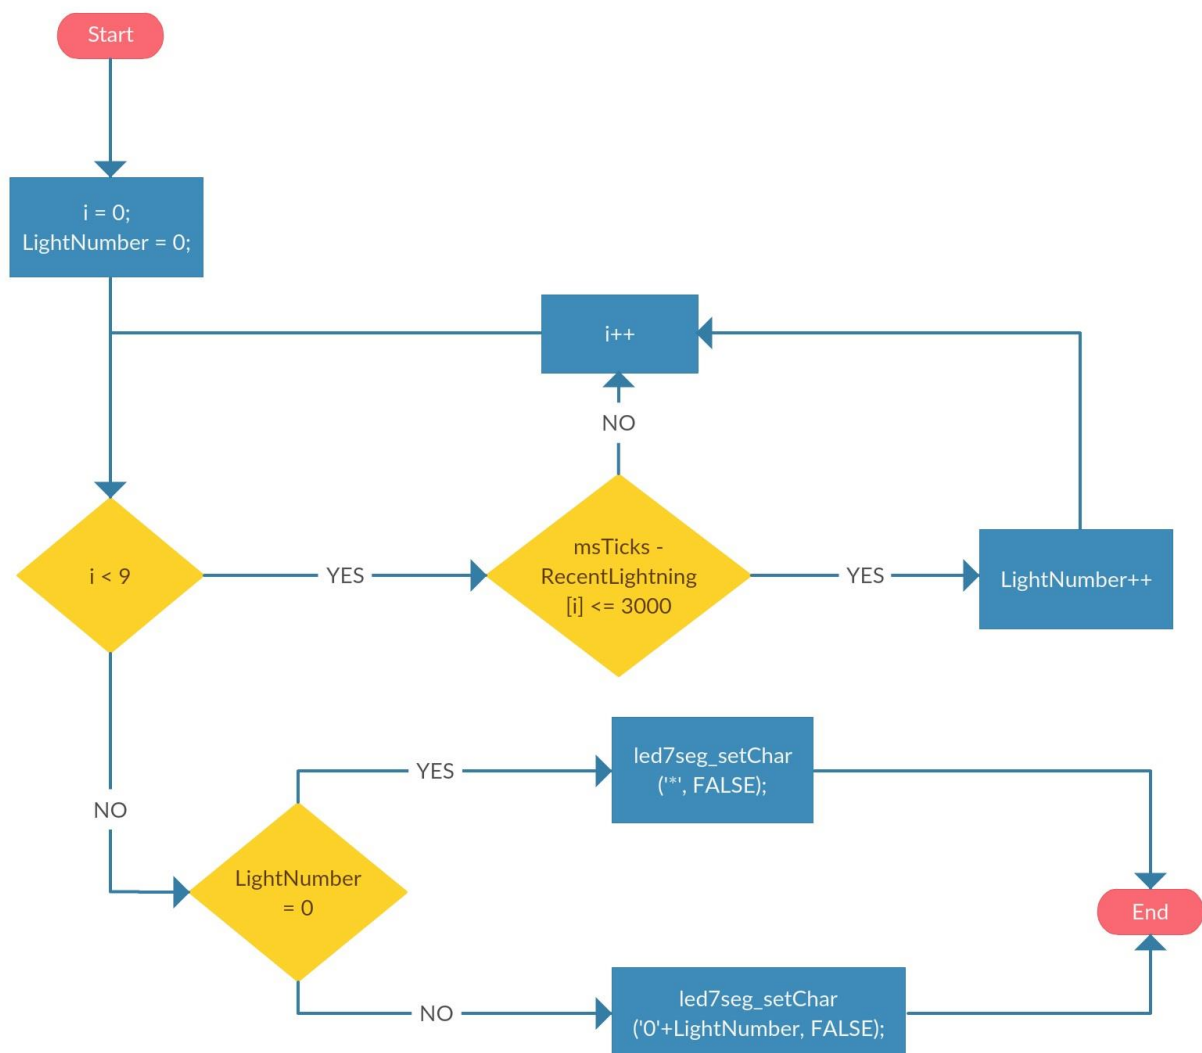 Start
i = 0;
LightNumber = 0;
i++
NO
i < 9
YES
msTicks -
RecentLightning
[i] <= 3000
YES
LightNumber++
NO
YES
led7seg_setChar
('*', FALSE);
LightNumber
= 0
End
NO
led7seg_setChar
('0'+LightNumber, FALSE);